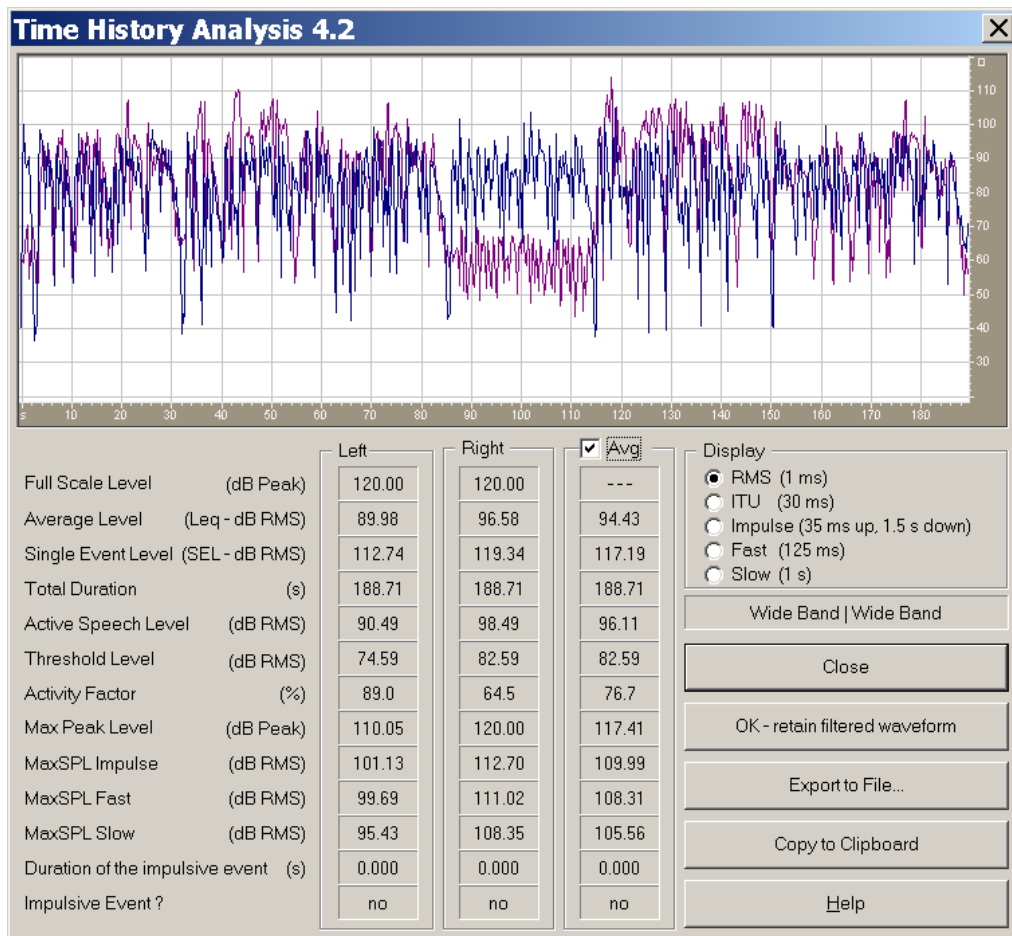 Time History Analysis 4.2
110
100
90
80
70
60
50
40
30
s 10 20 30 40 50 60 70 80 90 100 110 120 130 140 150 160 170 180
Left Right Avg
Full Scale Level (dB Peak) 120.00 120.00 ---
Average Level (Leq - dB RMS) 89.98 96.58 94.43
Single Event Level (SEL - dB RMS) 112.74 119.34 117.19
Total Duration (s) 188.71 188.71 188.71
Active Speech Level (dB RMS) 90.49 98.49 96.11
Threshold Level (dB RMS) 74.59 82.59 82.59
Activity Factor (%) 89.0 64.5 76.7
Max Peak Level (dB Peak) 110.05 120.00 117.41
MaxSPL Impulse (dB RMS) 101.13 112.70 109.99
MaxSPL Fast (dB RMS) 99.69 111.02 108.31
MaxSPL Slow (dB RMS) 95.43 108.35 105.56
Duration of the impulsive event (s) 0.000 0.000 0.000
Impulsive Event ? no no no
Display
RMS (1 ms)
ITU (30 ms)
Impulse (35 ms up, 1.5 s down)
Fast (125 ms)
Slow (1 s)
Wide Band | Wide Band
Close
OK - retain filtered waveform
Export to File...
Copy to Clipboard
Help